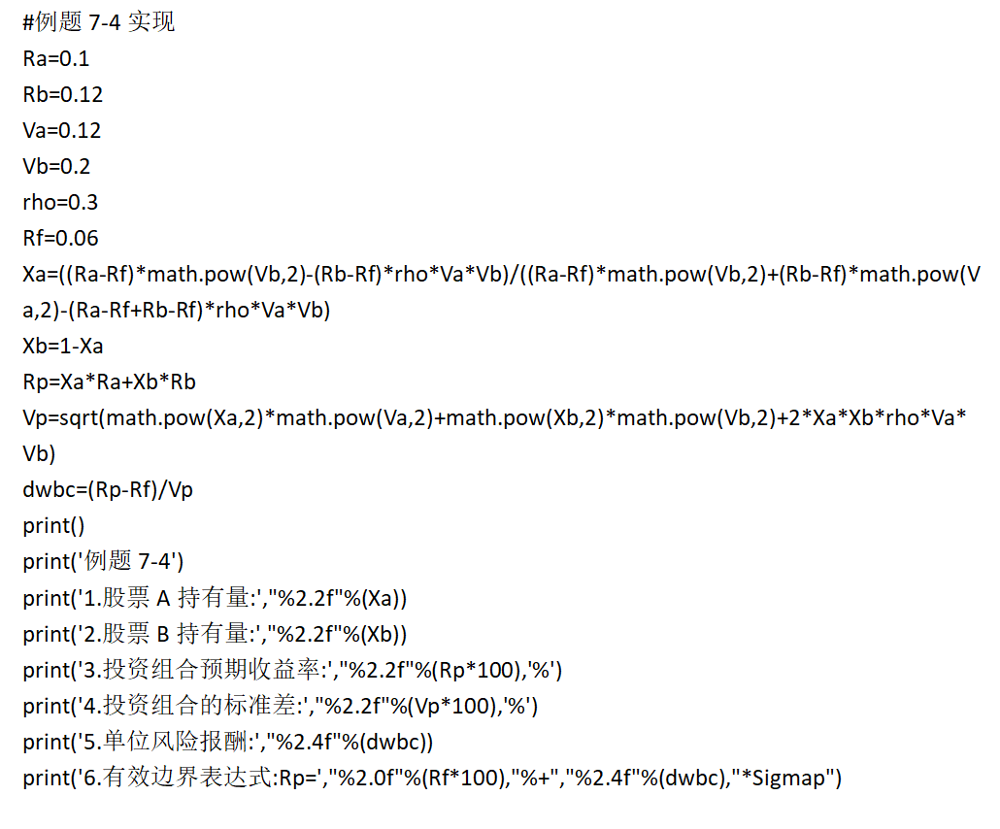 #例题 7-4 实现
Ra=0.1
Rb=0.12
Va=0.12
Vb=0.2
rho=0.3
Rf=0.06
Xa=((Ra-Rf)*math.pow(Vb,2)-(Rb-Rf)*rho*Va*Vb)/((Ra-Rf)*math.pow(Vb,2)+(Rb-Rf)*math.pow(V
a,2)-(Ra-Rf+Rb-Rf)*rho*Va*Vb)
Xb=1-Xa
Rp=Xa*Ra+Xb*Rb
Vp=sqrt(math.pow(Xa,2)*math.pow(Va,2)+math.pow(Xb,2)*math.pow(Vb,2)+2*Xa*Xb*rho*Va*
Vb)
dwbc=(Rp-Rf)/Vp
print()
print('例题 7-4')
print('1.股票 A 持有量:',"%2.2f"%(Xa))
print('2.股票 B 持有量:',"%2.2f"%(Xb))
print('3.投资组合预期收益率:',"%2.2f"%(Rp*100),'%')
print('4.投资组合的标准差:',"%2.2f"%(Vp*100),'%')
print('5.单位风险报酬:',"%2.4f"%(dwbc))
print('6.有效边界表达式:Rp=',"%2.0f"%(Rf*100),"%+","%2.4f"%(dwbc),"*Sigmap")